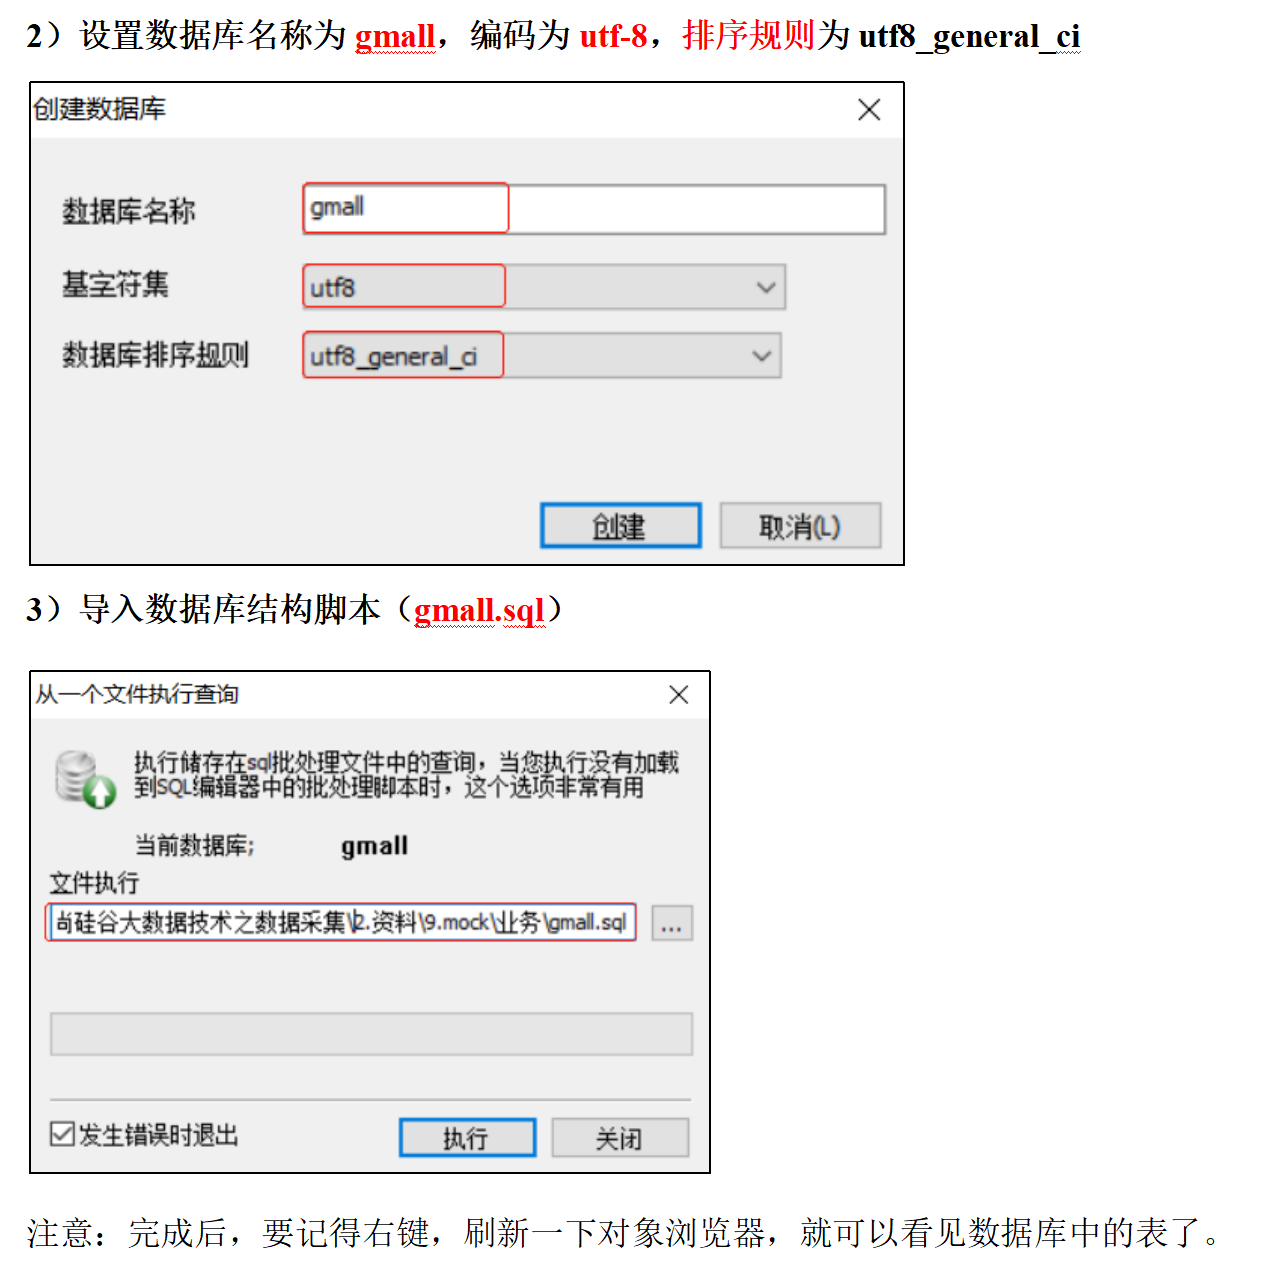 2）设置数据库名称为 gmall，编码为 utf-8，排序规则为 utf8_general_ci
创建数据库
数据库名称 gmall
基字符集 utf8
数据库排序规则 utf8_general_ci
创建 取消(L)
3）导入数据库结构脚本（gmall.sql）
从一个文件执行查询
执行储存在sql批处理文件中的查询，当您执行没有加载
到SQL编辑器中的批处理脚本时，这个选项非常有用
当前数据库; gmall
文件执行
尚硅谷大数据技术之数据采集\2.资料\9.mock\业务\gmall.sql ...
发生错误时退出 执行 关闭
注意：完成后，要记得右键，刷新一下对象浏览器，就可以看见数据库中的表了。